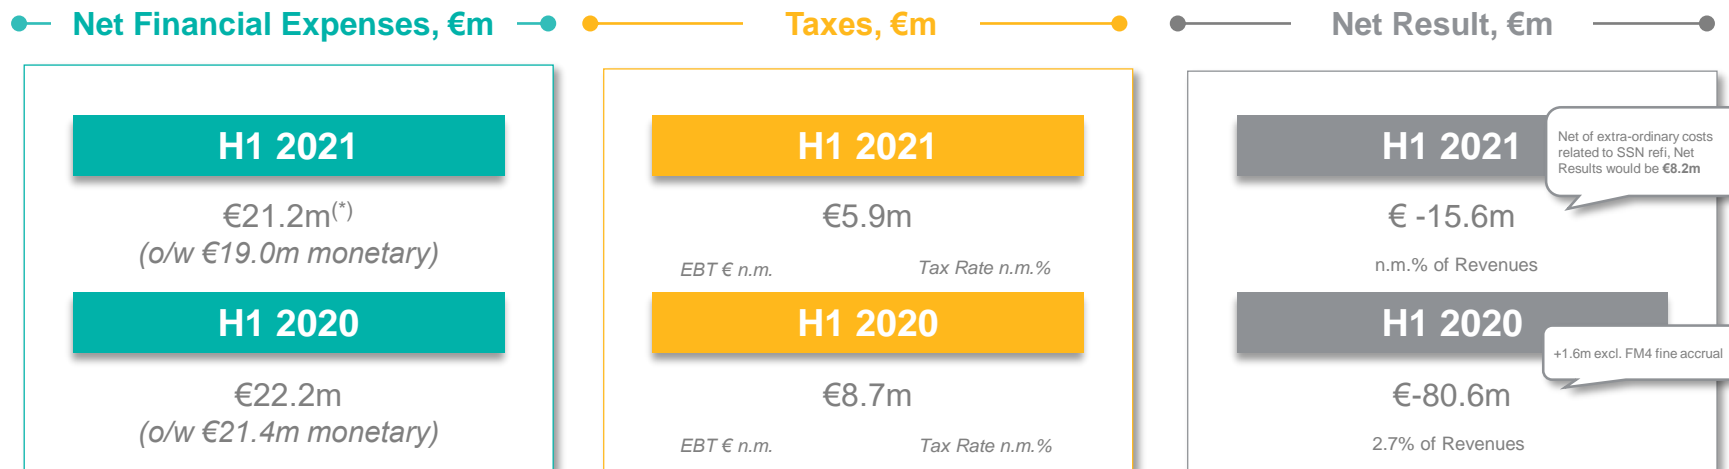 Net Financial Expenses, €m
H1 2021
€21.2m(*)
(o/w €19.0m monetary)
H1 2020
€22.2m
(o/w €21.4m monetary)
Taxes, €m
H1 2021
€5.9m
EBT € n.m.
Tax Rate n.m.%
H1 2020
€8.7m
EBT € n.m.
Tax Rate n.m.%
Net Result, €m
H1 2021
Net of extra-ordinary costs
related to SSN refi, Net
Results would be €8.2m
€ -15.6m
n.m.% of Revenues
H1 2020
+1.6m excl. FM4 fine accrual
€-80.6m
2.7% of Revenues